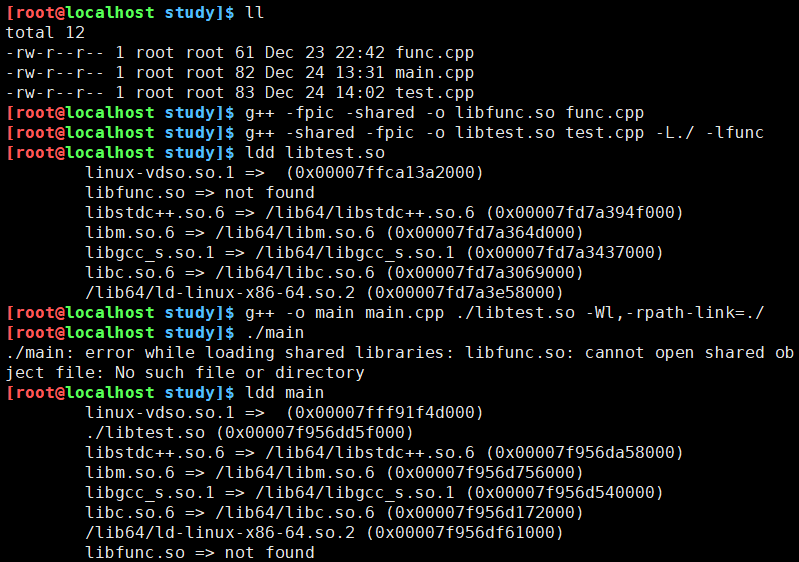 [root@localhost study]$ ll
total 12
-rw-r--r-- 1 root root 61 Dec 23 22:42 func.cpp
-rw-r--r-- 1 root root 82 Dec 24 13:31 main.cpp
-rw-r--r-- 1 root root 83 Dec 24 14:02 test.cpp
[root@localhost study]$ g++ -fpic -shared -o libfunc.so func.cpp
[root@localhost study]$ g++ -shared -fpic -o libtest.so test.cpp -L./ -lfunc
[root@localhost study]$ ldd libtest.so
linux-vdso.so.1 =>  (0x00007ffca13a2000)
libfunc.so => not found
libstdc++.so.6 => /lib64/libstdc++.so.6 (0x00007fd7a394f000)
libm.so.6 => /lib64/libm.so.6 (0x00007fd7a364d000)
libgcc_s.so.1 => /lib64/libgcc_s.so.1 (0x00007fd7a3437000)
libc.so.6 => /lib64/libc.so.6 (0x00007fd7a3069000)
/lib64/ld-linux-x86-64.so.2 (0x00007fd7a3e58000)
[root@localhost study]$ g++ -o main main.cpp ./libtest.so -Wl,-rpath-link=./
[root@localhost study]$ ./main
./main: error while loading shared libraries: libfunc.so: cannot open shared ob
ject file: No such file or directory
[root@localhost study]$ ldd main
linux-vdso.so.1 =>  (0x00007fff91f4d000)
./libtest.so (0x00007f956dd5f000)
libstdc++.so.6 => /lib64/libstdc++.so.6 (0x00007f956da58000)
libm.so.6 => /lib64/libm.so.6 (0x00007f956d756000)
libgcc_s.so.1 => /lib64/libgcc_s.so.1 (0x00007f956d540000)
libc.so.6 => /lib64/libc.so.6 (0x00007f956d172000)
/lib64/ld-linux-x86-64.so.2 (0x00007f956df61000)
libfunc.so => not found